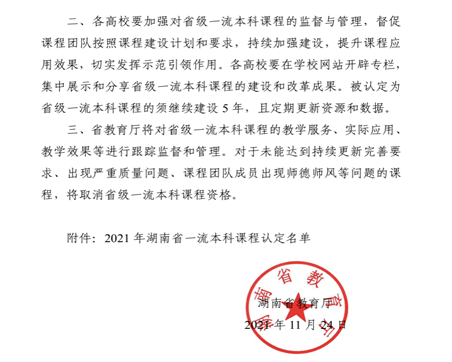 二、各高校要加强对省级一流本科课程的监督与管理，督促
课程团队按照课程建设计划和要求，持续加强建设，提升课程应
用效果，切实发挥示范引领作用。各高校要在学校网站开辟专栏，
集中展示和分享省级一流本科课程的建设和改革成果。被认定为
省级一流本科课程的须继续建设 5 年，且定期更新资源和数据。
三、省教育厅将对省级一流本科课程的教学服务、实际应用、
教学效果等进行跟踪监督和管理。对于未能达到持续更新完善要
求、出现严重质量问题、课程团队成员出现师德师风等问题的课
程，将取消省级一流本科课程资格。
附件：2021 年湖南省一流本科课程认定名单
湖南省教育厅
湖南省教育厅
2021 年 11 月 24 日